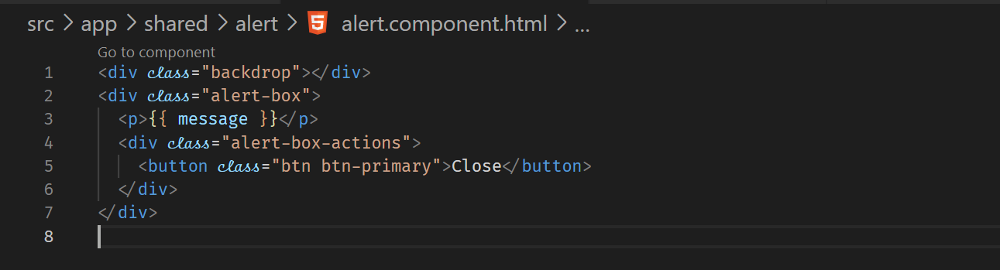 src > app > shared > alert > 5 alert.component.html > ...
Go to component
1 <div class="backdrop"></div>
2 <div class="alert-box">
3 <p>{{ message }}</p>
4 <div class="alert-box-actions">
5 <button class="btn btn-primary">Close</button>
6 </div>
7 </div>
8